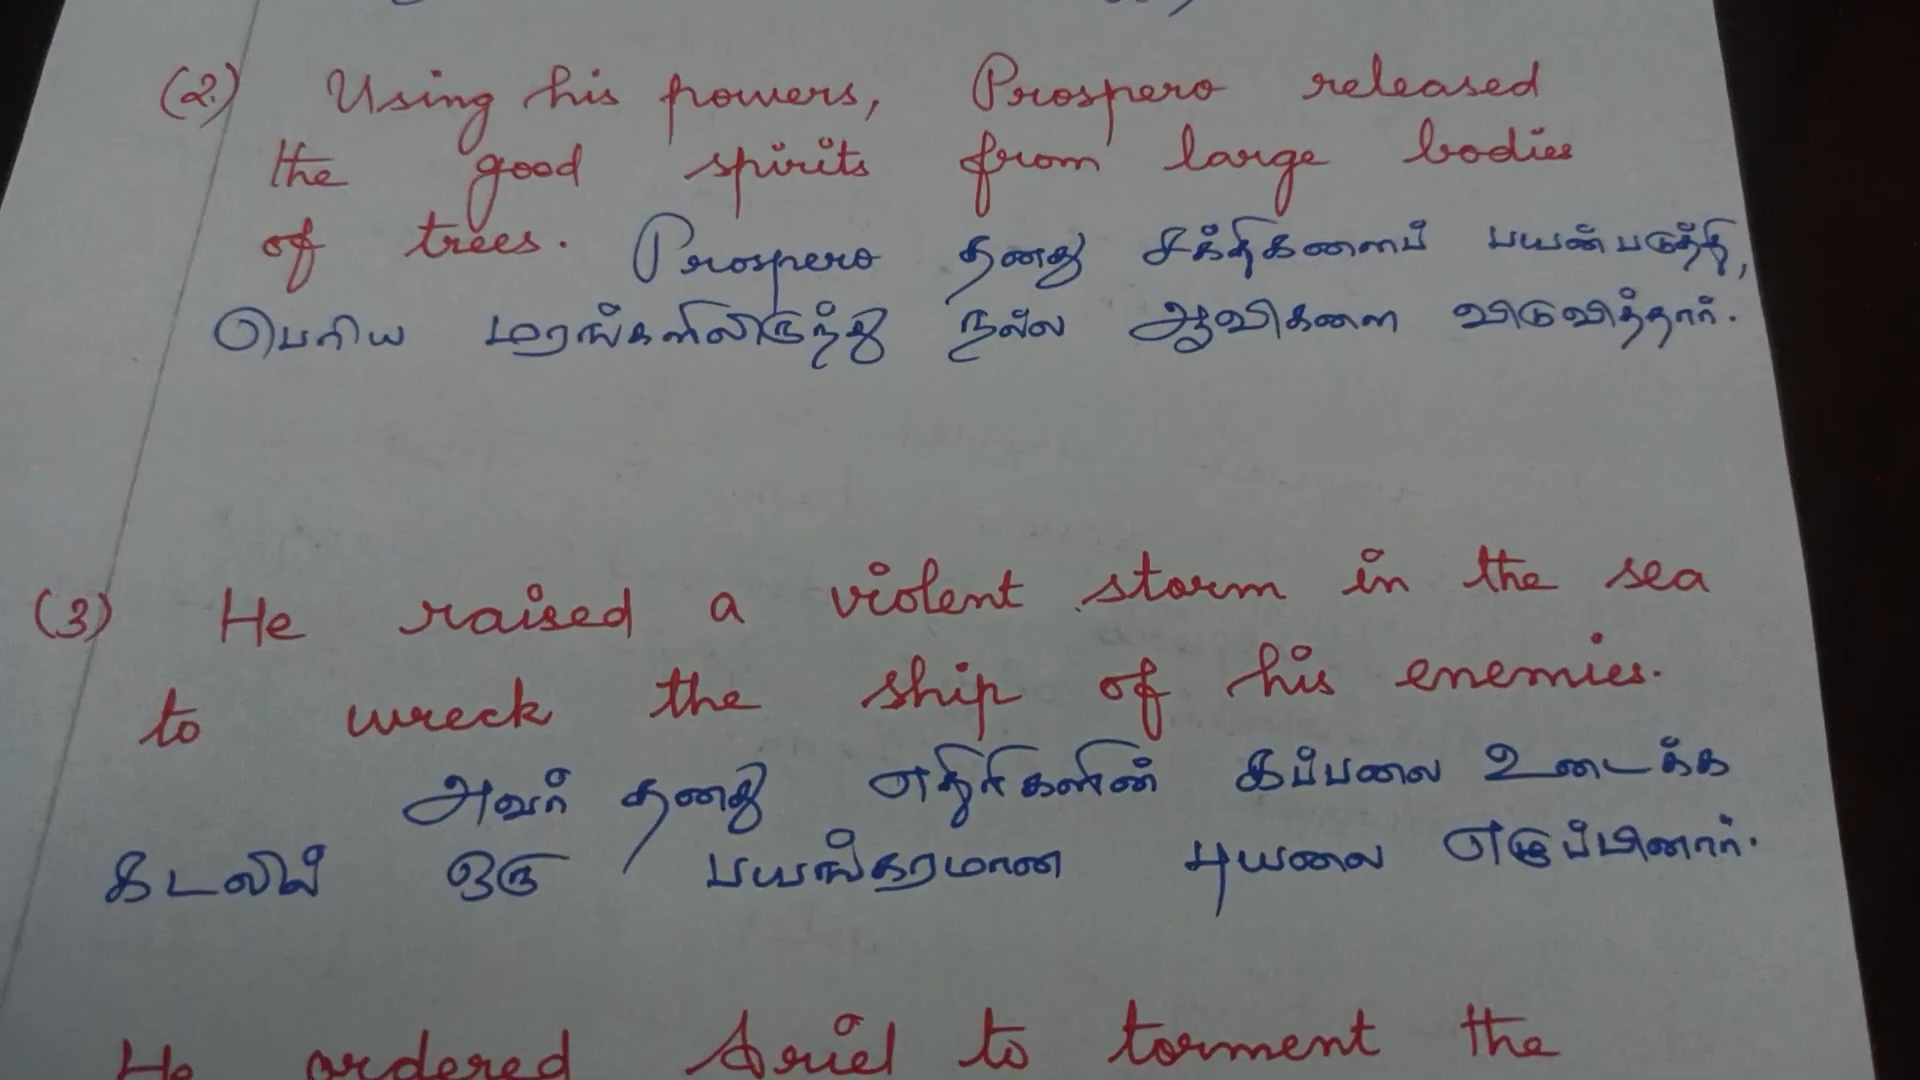 (2.) Using his powers, Prospero released
the good spirits from large bodies
of trees. Prospero தனது சக்திகளைப் பயன்படுத்தி,
பெரிய மரங்களிலிருந்து நல்ல ஆவிகளை விடுவித்தார்.
(3) He raised a violent storm in the sea
to wreck the ship of his enemies.
அவர் தனது எதிரிகளின் கப்பலை உடைக்க
கடலில் ஒரு பயங்கரமான புயலை எழுப்பினார்.
He ordered Ariel to torment the